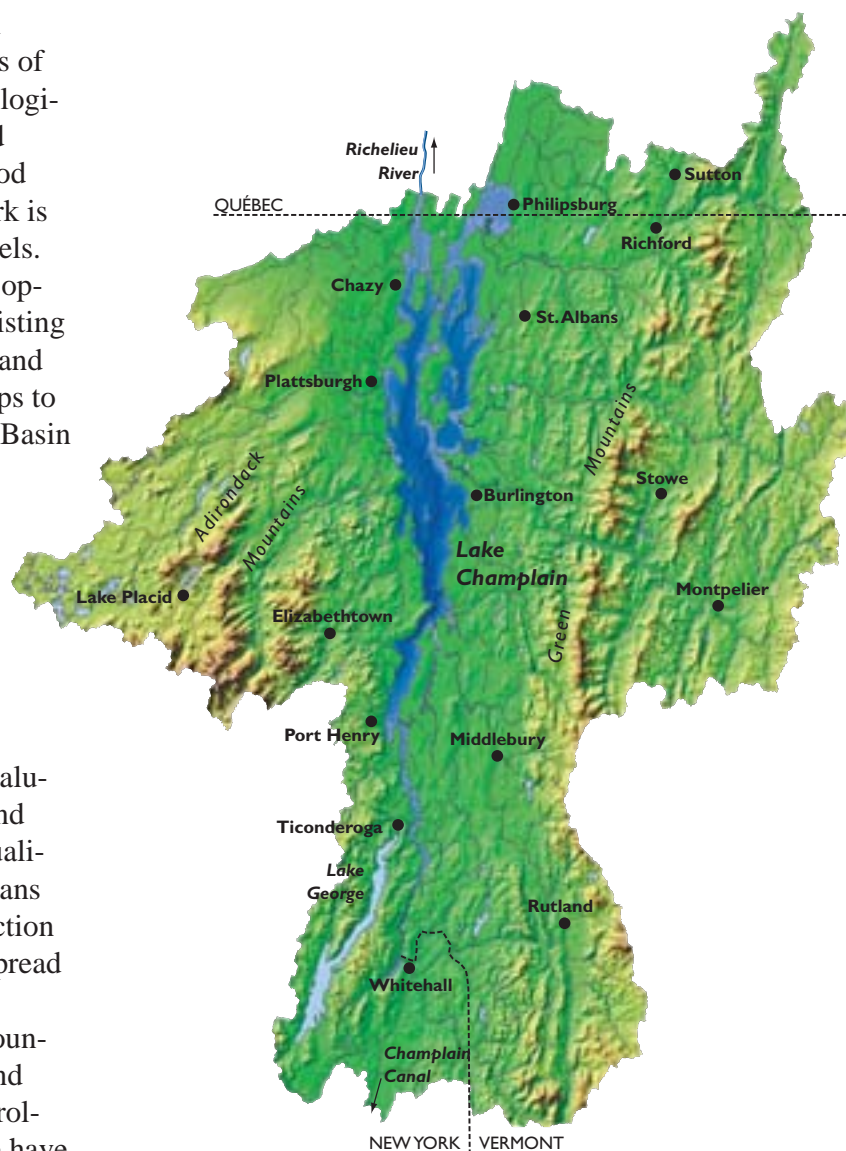 s of
logi-
d
od
rk is
els.
op-
isting
and
ps to
Basin
alu-
nd
uali-
ans
ction
pread
oun-
nd
rol-
have
Richelieu
River
Sutton
QUÉBEC
Philipsburg
Richford
Chazy
St. Albans
Plattsburgh
Adirondack
Mountains
Green
Mountains
Stowe
Burlington
Lake
Champlain
Lake Placid
Montpelier
Elizabethtown
Port Henry
Middlebury
Ticonderoga
Lake
George
Rutland
Whitehall
Champlain
Canal
NEW YORK
VERMONT